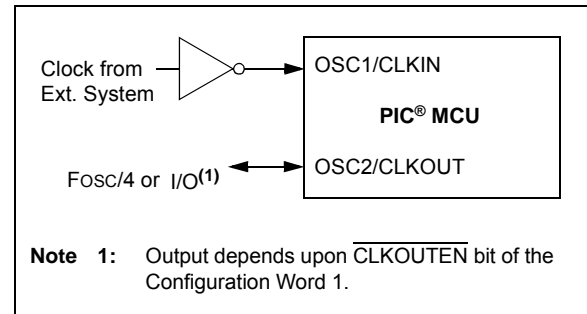 Clock from
Ext. System
OSC1/CLKIN
PIC® MCU
OSC2/CLKOUT
FOSC/4 or I/O(1)
Note 1: Output depends upon CLKOUTEN bit of the
Configuration Word 1.